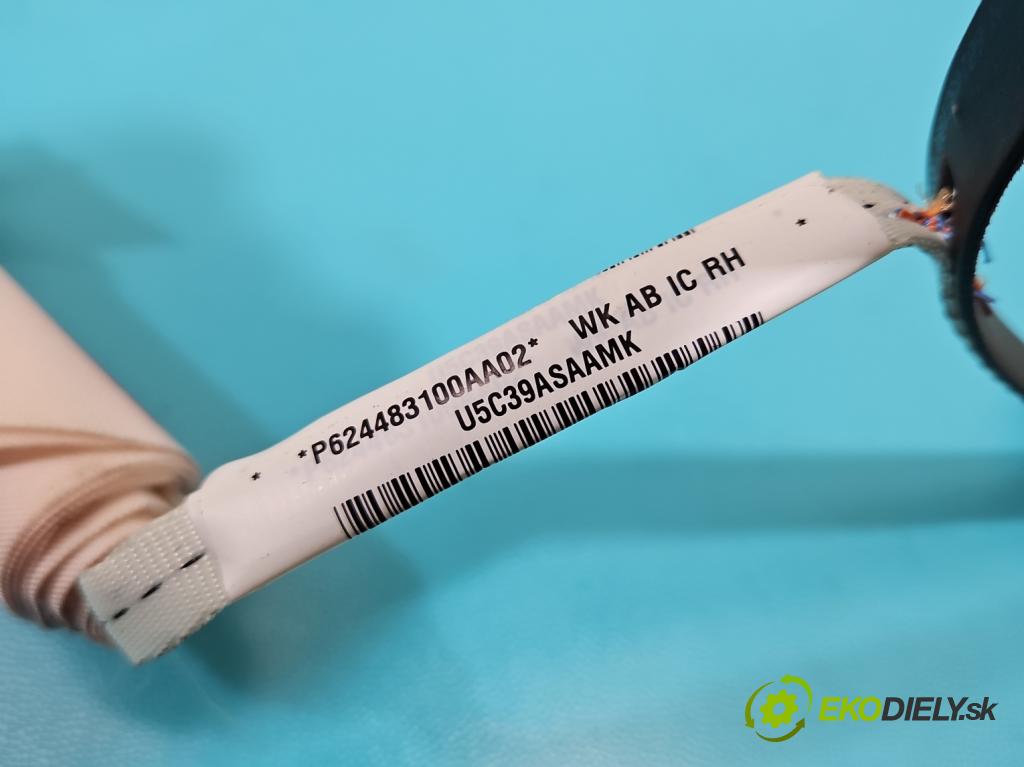 *P624483100AA02* WK AB IC RH
U5C39ASAAMK
EKODIELY.sk